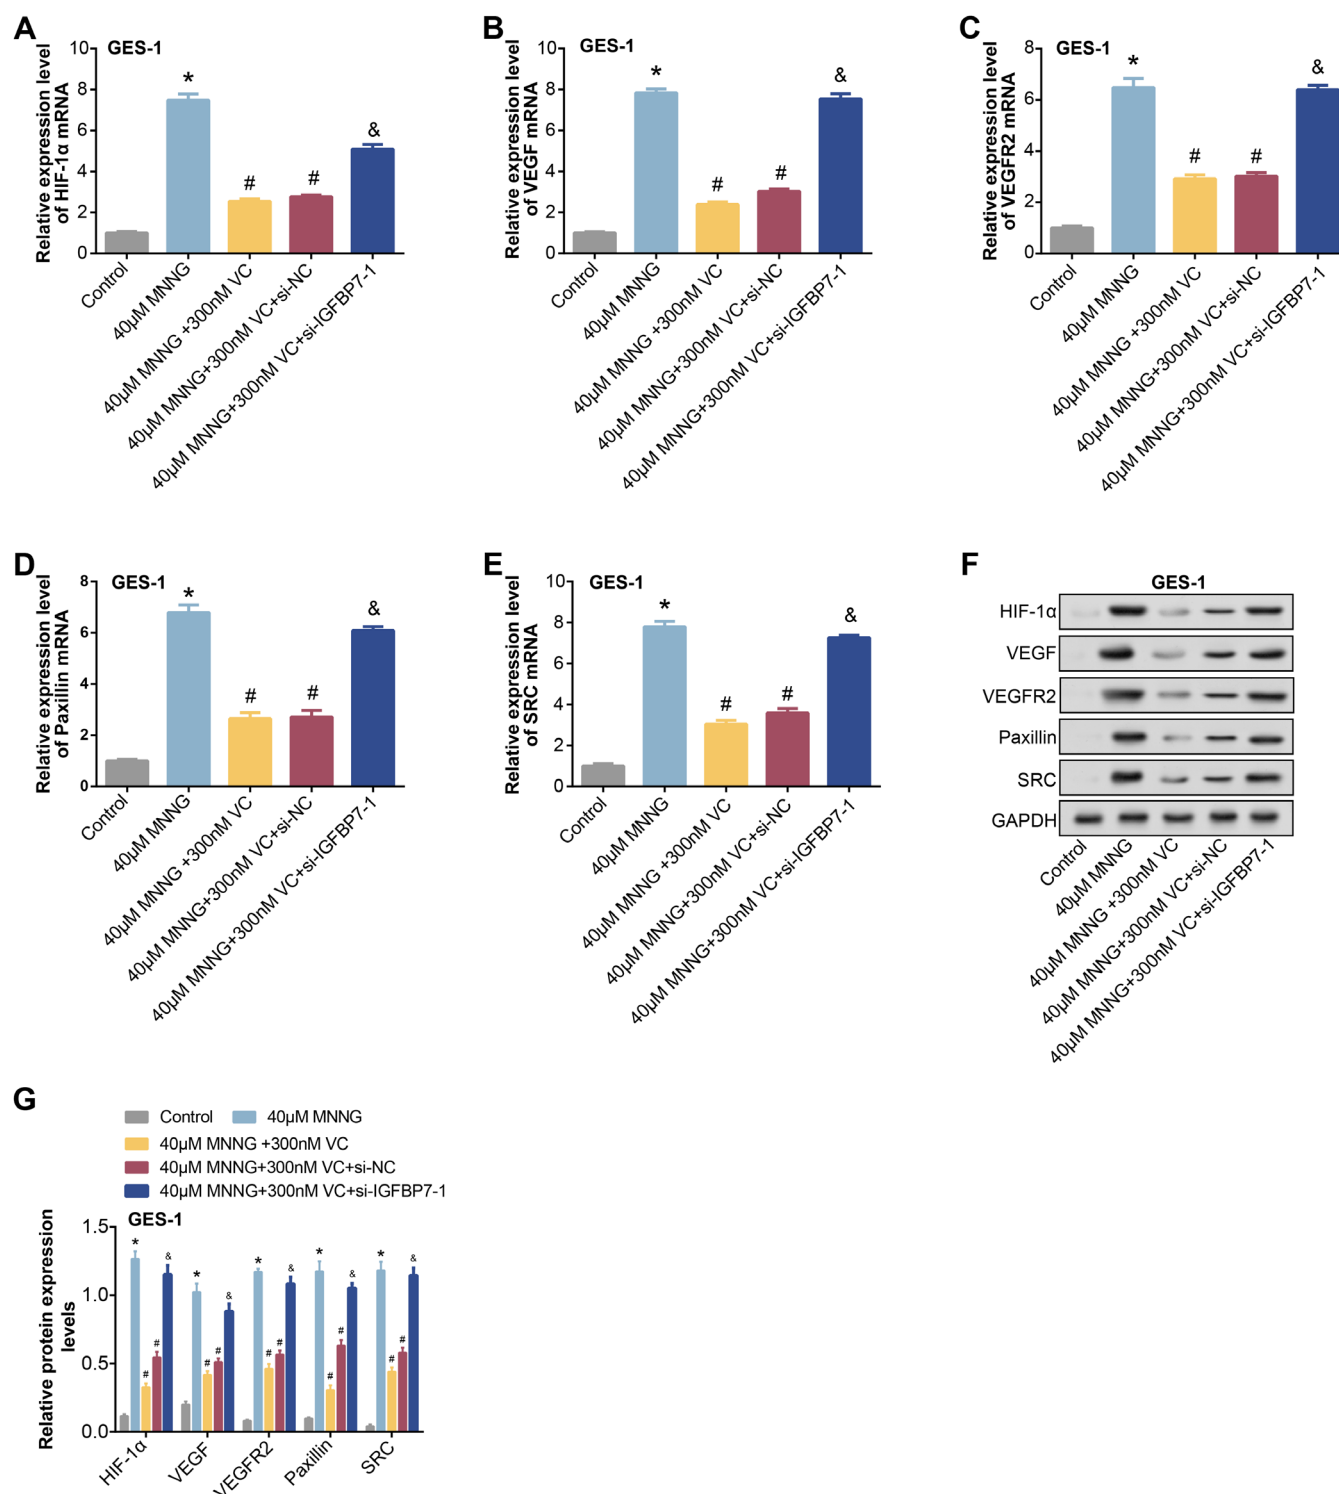 A
GES-1
Relative expression level
of HIF-1α mRNA
10
8
6
4
2
0
*
#
#
&
Control
40μM MNNG
40μM MNNG +300nM VC
40μM MNNG+300nM VC+si-NC
40μM MNNG+300nM VC+si-IGFBP7-1
B
GES-1
Relative expression level
of VEGF mRNA
10
8
6
4
2
0
*
#
#
&
Control
40μM MNNG
40μM MNNG +300nM VC
40μM MNNG+300nM VC+si-NC
40μM MNNG+300nM VC+si-IGFBP7-1
C
GES-1
Relative expression level
of VEGFR2 mRNA
8
6
4
2
0
*
#
#
&
Control
40μM MNNG
40μM MNNG +300nM VC
40μM MNNG+300nM VC+si-NC
40μM MNNG+300nM VC+si-IGFBP7-1
D
GES-1
Relative expression level
of Paxillin mRNA
8
6
4
2
0
*
#
#
&
Control
40μM MNNG
40μM MNNG +300nM VC
40μM MNNG+300nM VC+si-NC
40μM MNNG+300nM VC+si-IGFBP7-1
E
GES-1
Relative expression level
of SRC mRNA
10
8
6
4
2
0
*
#
#
&
Control
40μM MNNG
40μM MNNG +300nM VC
40μM MNNG+300nM VC+si-NC
40μM MNNG+300nM VC+si-IGFBP7-1
F
GES-1
HIF-1α
VEGF
VEGFR2
Paxillin
SRC
GAPDH
Control
40μM MNNG
40μM MNNG +300nM VC
40μM MNNG+300nM VC+si-NC
40μM MNNG+300nM VC+si-IGFBP7-1
G
Control
40μM MNNG
40μM MNNG +300nM VC
40μM MNNG+300nM VC+si-NC
40μM MNNG+300nM VC+si-IGFBP7-1
GES-1
Relative protein expression
levels
1.5
1.0
0.5
0.0
* # # &
* # # &
* # # &
* # # &
* # # &
HIF-1α
VEGF
VEGFR2
Paxillin
SRC